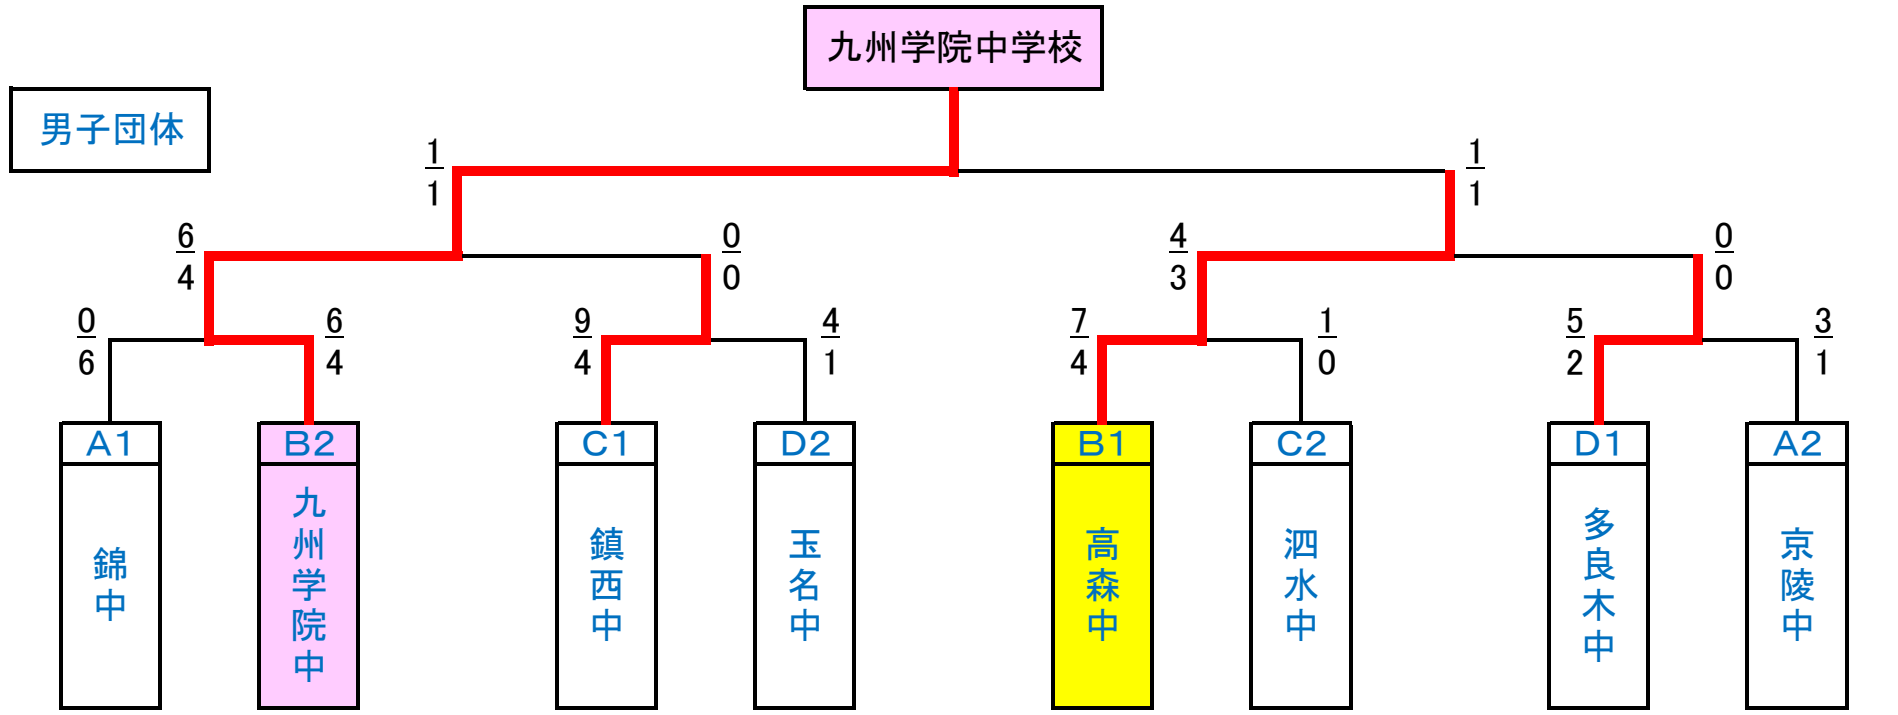 九州学院中学校
男子団体
1 1
1 1
6 0 4 0
4 0 3 0
0 6 9 4 7 1 5 3
6 4 4 1 4 0 2 1
A1 B2 C1 D2 B1 C2 D1 A2
錦中
九州学院中
鎮西中
玉名中
高森中
泗水中
多良木中
京陵中